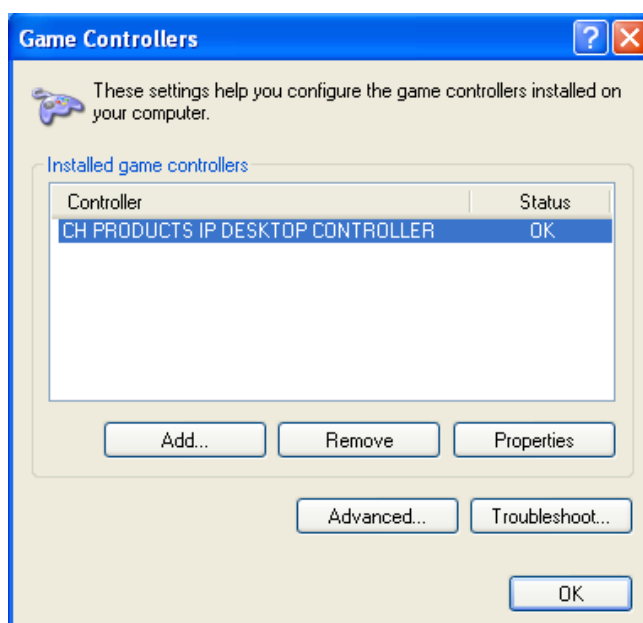 Game Controllers
These settings help you configure the game controllers installed on
your computer.
Installed game controllers
Controller Status
CH PRODUCTS IP DESKTOP CONTROLLER OK
Add... Remove Properties
Advanced... Troubleshoot...
OK